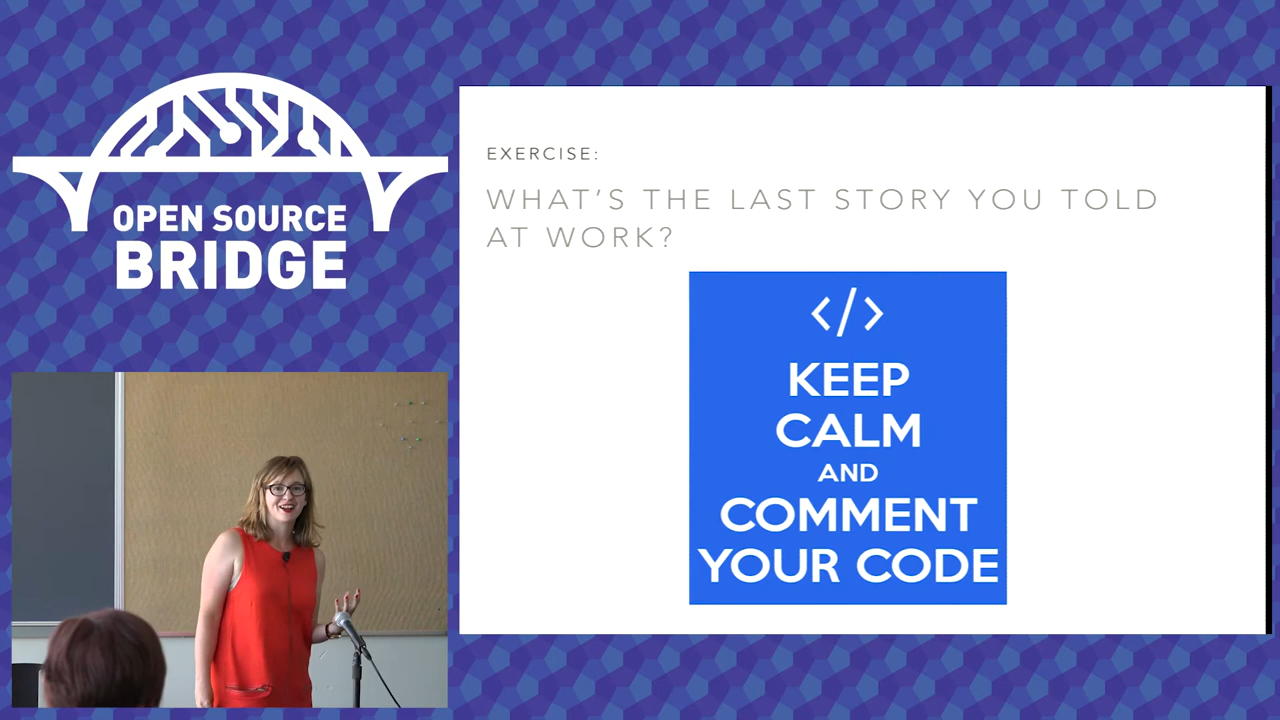 OPEN SOURCE
BRIDGE
EXERCISE:
WHAT'S THE LAST STORY YOU TOLD
AT WORK?
</>
KEEP
CALM
AND
COMMENT
YOUR CODE